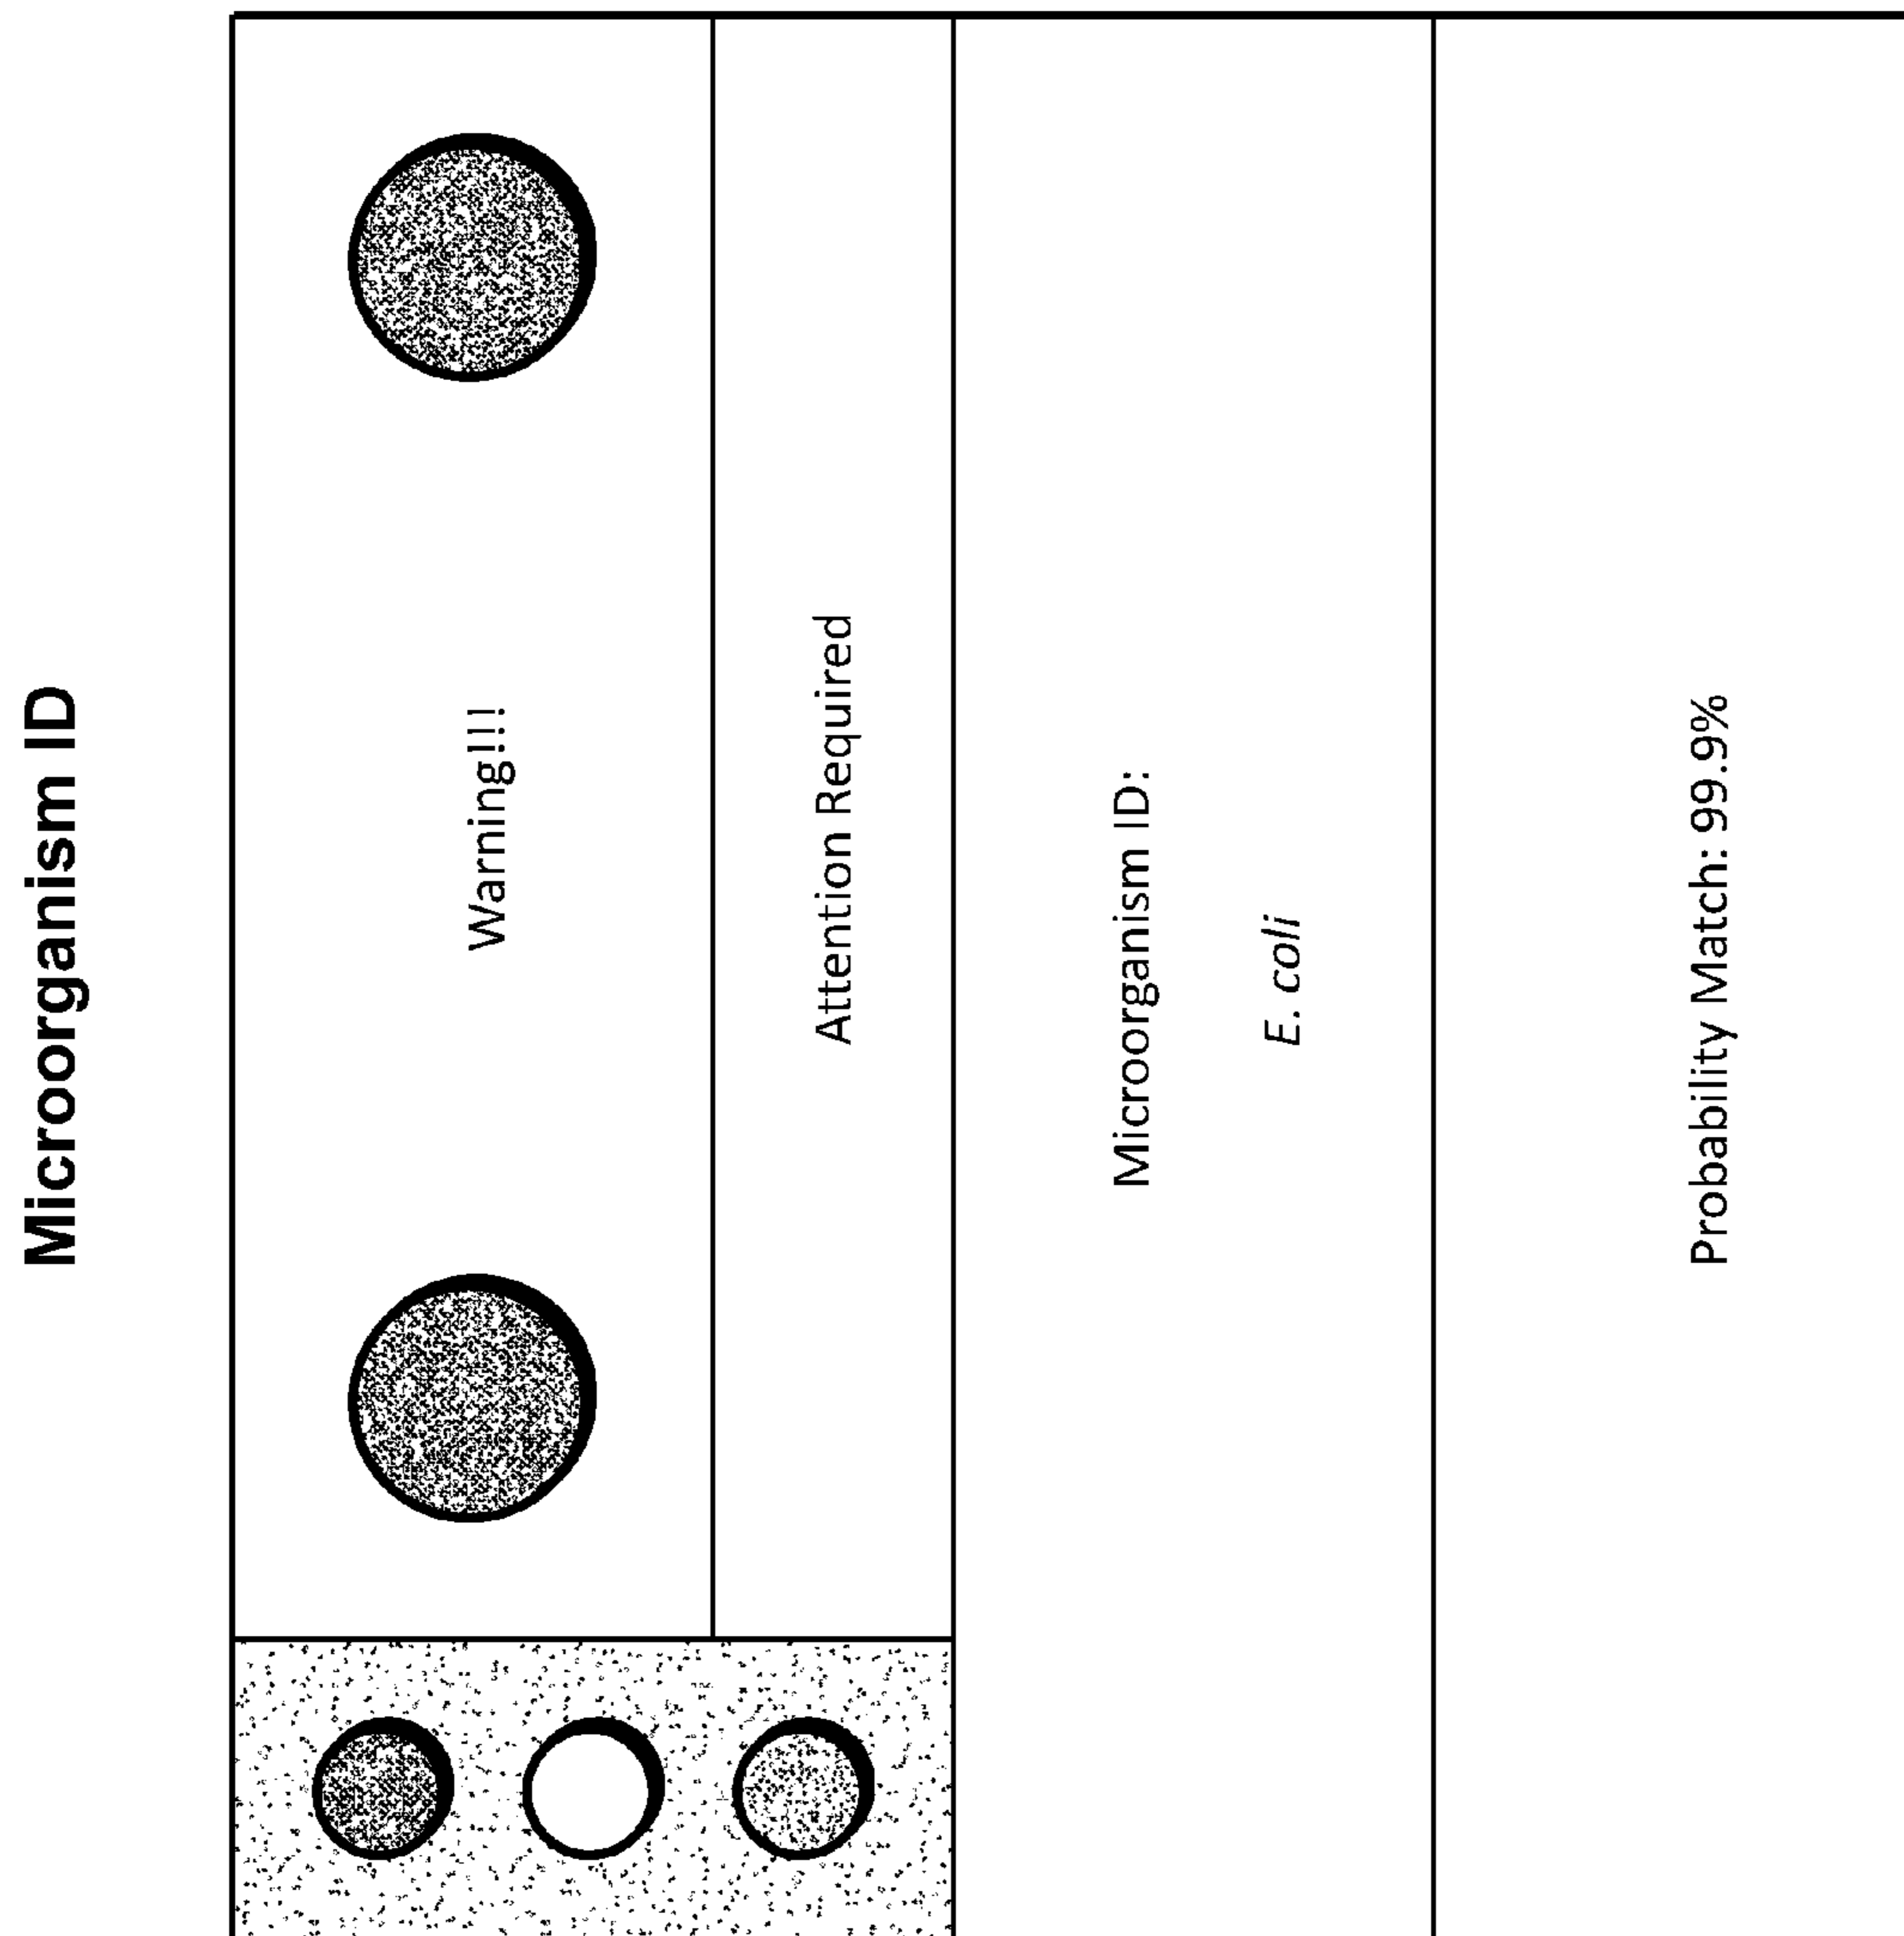 Microorganism ID
Warning!!!
Attention Required
Microorganism ID:
E. coli
Probability Match: 99.9%